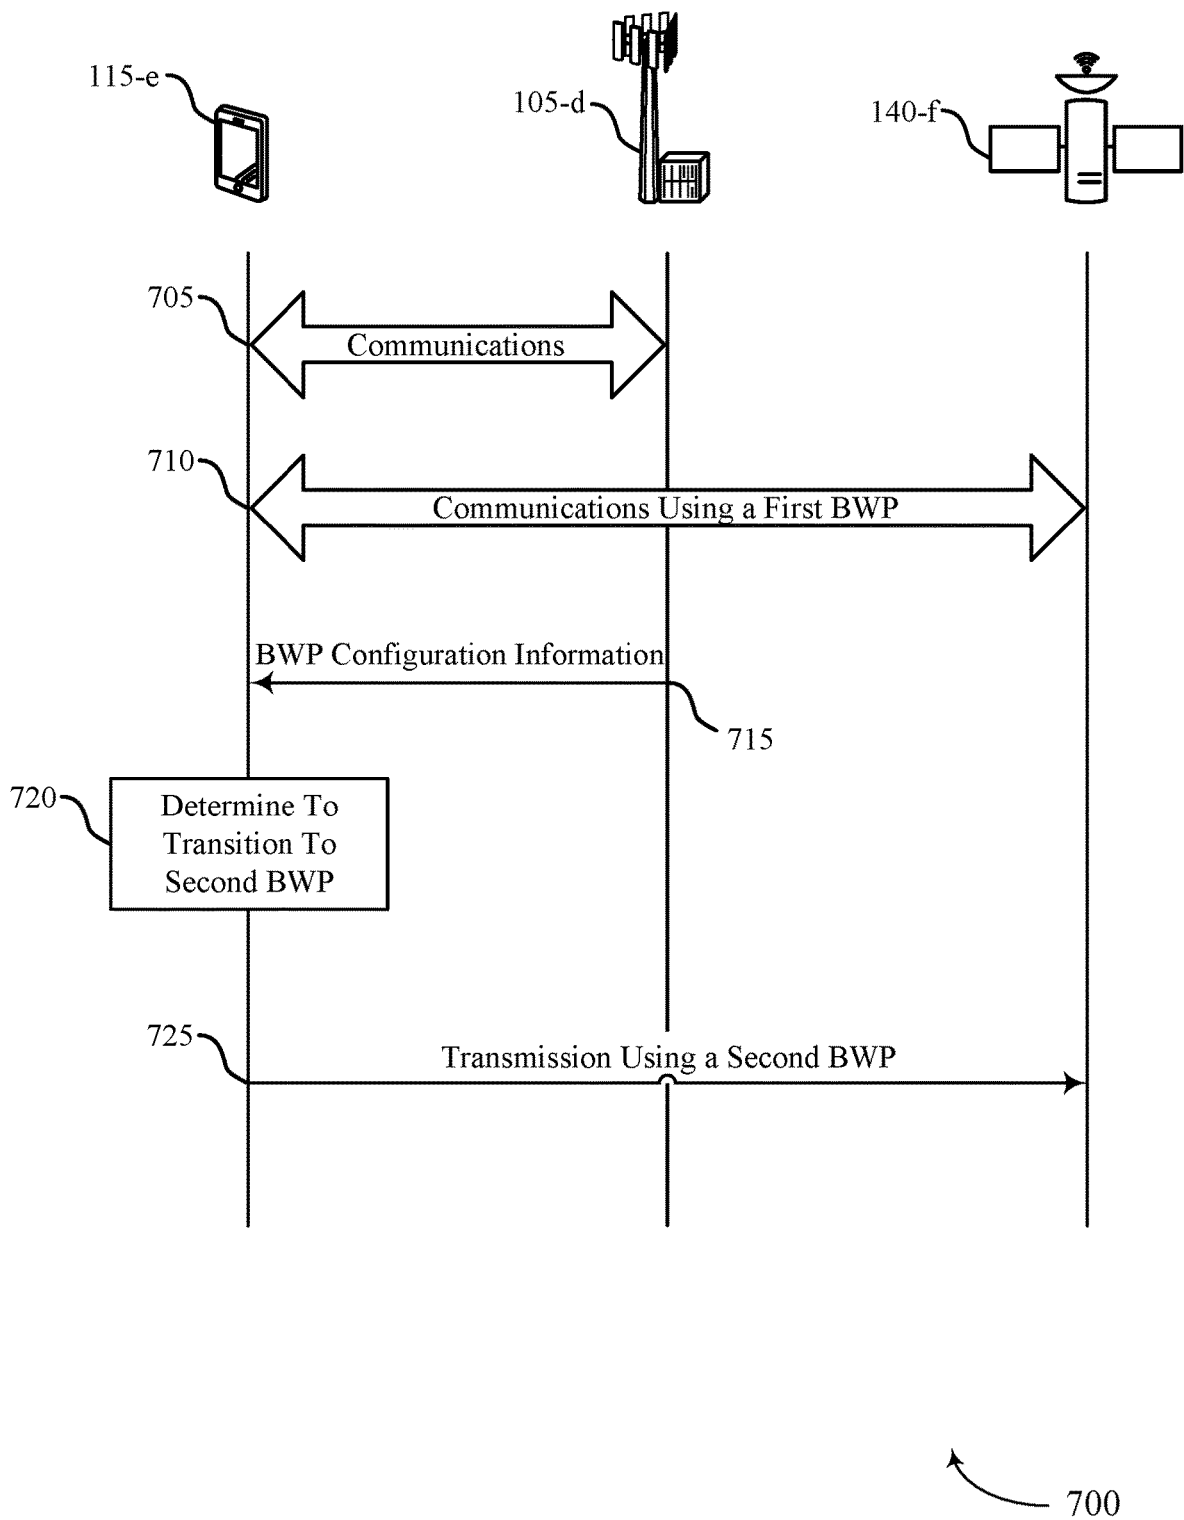 115-e
105-d
140-f
705
Communications
710
Communications Using a First BWP
BWP Configuration Information
715
720
Determine To
Transition To
Second BWP
725
Transmission Using a Second BWP
700